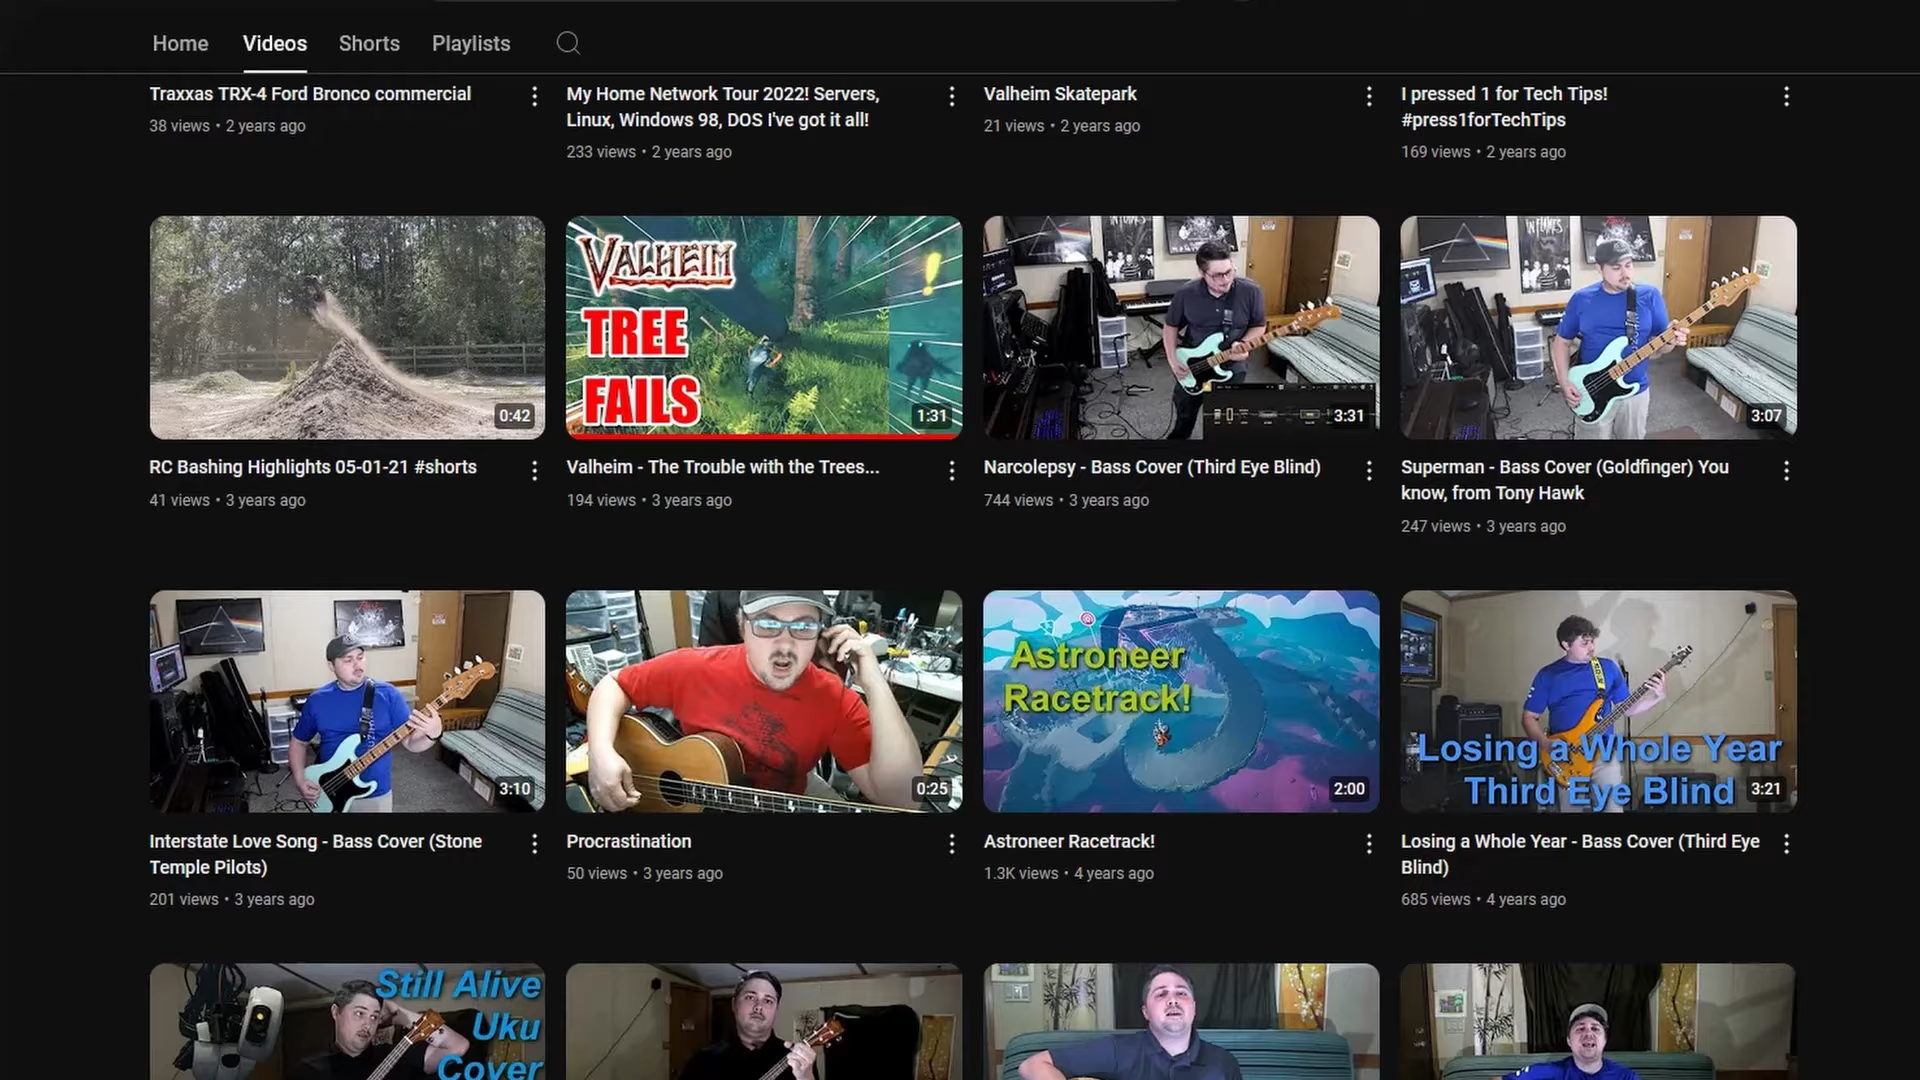 Home Videos Shorts Playlists
Traxxas TRX-4 Ford Bronco commercial
38 views • 2 years ago
My Home Network Tour 2022! Servers,
Linux, Windows 98, DOS I've got it all!
233 views • 2 years ago
Valheim Skatepark
21 views • 2 years ago
I pressed 1 for Tech Tips!
#press1forTechTips
169 views • 2 years ago
0:42
RC Bashing Highlights 05-01-21 #shorts
41 views • 3 years ago
VALHEIM
TREE
FAILS
1:31
Valheim - The Trouble with the Trees...
194 views • 3 years ago
3:31
Narcolepsy - Bass Cover (Third Eye Blind)
744 views • 3 years ago
IN FLAMES
3:07
Superman - Bass Cover (Goldfinger) You
know, from Tony Hawk
247 views • 3 years ago
3:10
Interstate Love Song - Bass Cover (Stone
Temple Pilots)
201 views • 3 years ago
0:25
Procrastination
50 views • 3 years ago
Astroneer
Racetrack!
2:00
Astroneer Racetrack!
1.3K views • 4 years ago
Losing a Whole Year
Third Eye Blind
3:21
Losing a Whole Year - Bass Cover (Third Eye
Blind)
685 views • 4 years ago
Still Alive
Uku
Cover